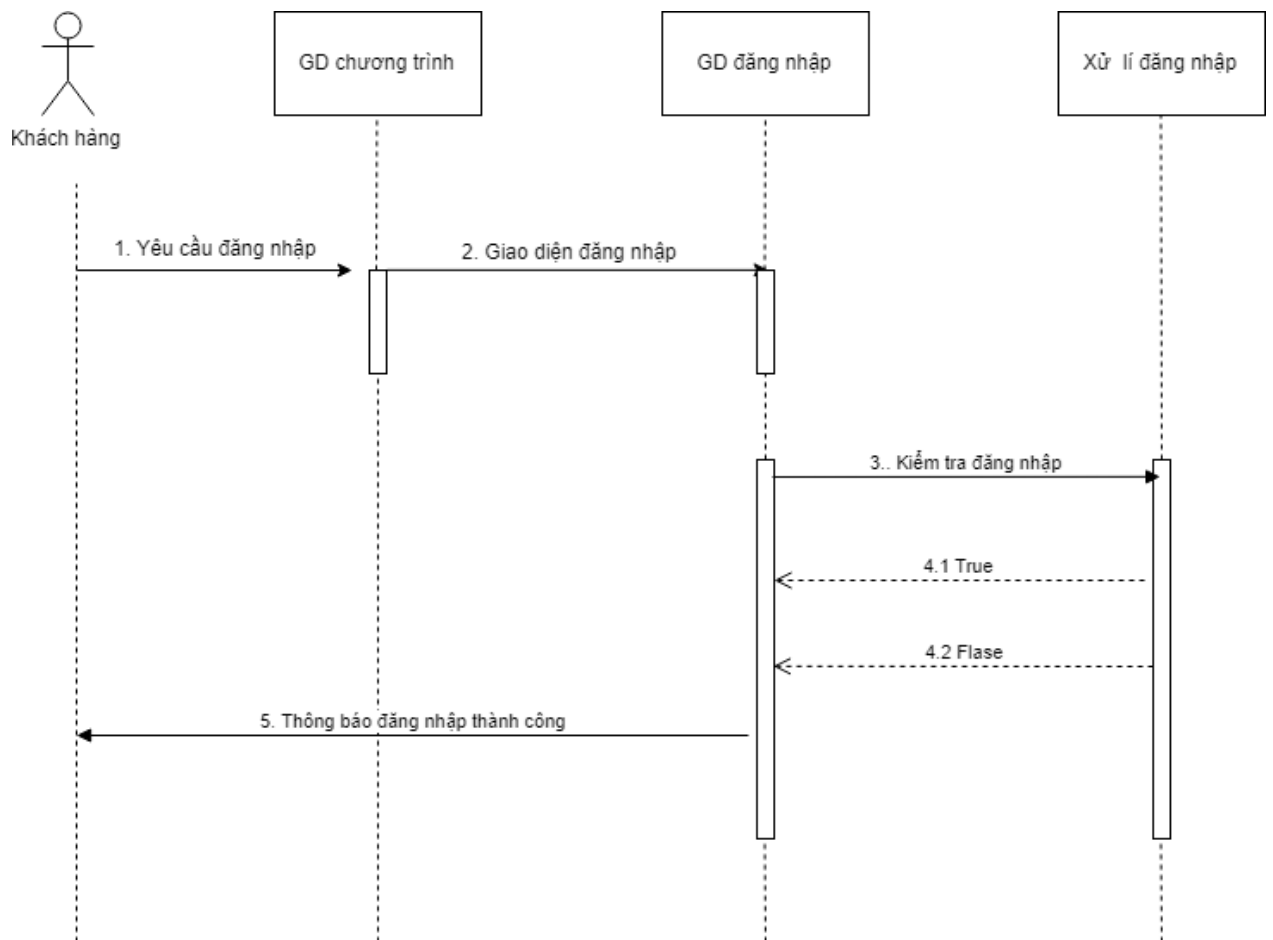 GD chương trình
GD đăng nhập
Xử lí đăng nhập
Khách hàng
1. Yêu cầu đăng nhập
2. Giao diện đăng nhập
3.. Kiểm tra đăng nhập
4.1 True
4.2 Flase
5. Thông báo đăng nhập thành công